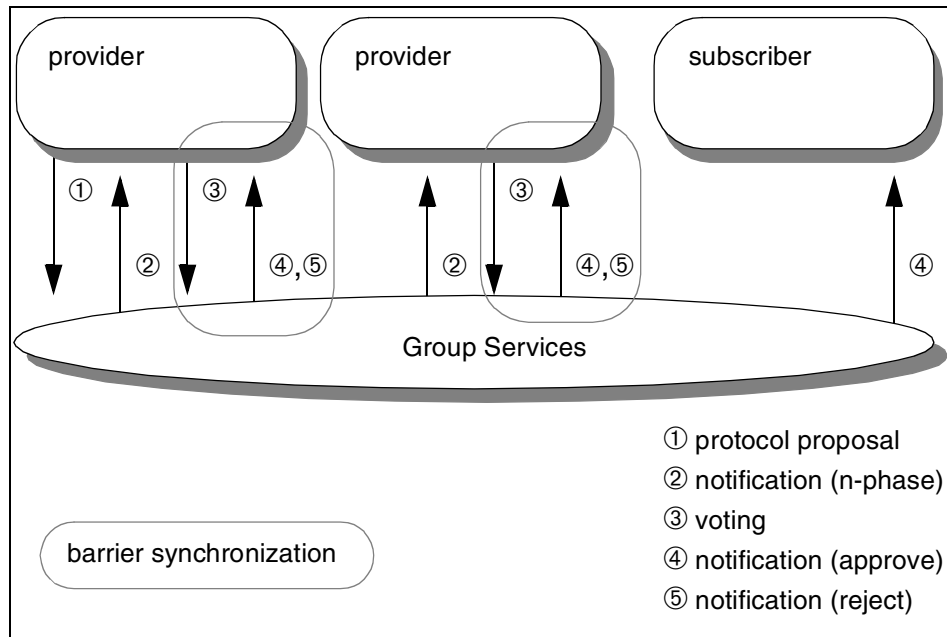 provider
provider
subscriber
①
③
③
②
④,⑤
②
④,⑤
④
Group Services
① protocol proposal
② notification (n-phase)
③ voting
barrier synchronization
④ notification (approve)
⑤ notification (reject)